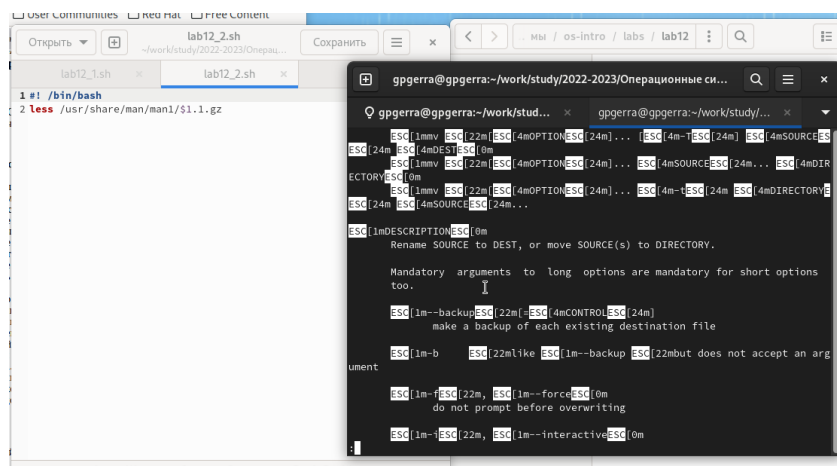 User Communities Red Hat Free Content
Открыть
lab12_2.sh
~/work/study/2022-2023/Операц...
Сохранить
lab12_1.sh
lab12_2.sh
1 #! /bin/bash
2 less /usr/share/man/man1/$1.1.gz
. мы / os-intro / labs / lab12
gpgerra@gpgerra:~/work/study/2022-2023/Операционные си...
gpgerra@gpgerra:~/work/stud...
gpgerra@gpgerra:~/work/study/...
ESC[1mmv ESC[22m[ESC[4mOPTIONESC[24m]... [ESC[4m-TESC[24m] ESC[4mSOURCEES
ESC[24m ESC[4mDESTESC[0m
ESC[1mmv ESC[22m[ESC[4mOPTIONESC[24m]... ESC[4mSOURCEESC[24m... ESC[4mDIR
ECTORYESC[0m
ESC[1mmv ESC[22m[ESC[4mOPTIONESC[24m]... ESC[4m-tESC[24m ESC[4mDIRECTORYE
ESC[24m ESC[4mSOURCEESC[24m...
ESC[1mDESCRIPTIONESC[0m
Rename SOURCE to DEST, or move SOURCE(s) to DIRECTORY.
Mandatory arguments to long options are mandatory for short options
too.
ESC[1m--backupESC[22m[=ESC[4mCONTROLESC[24m]
make a backup of each existing destination file
ESC[1m-b ESC[22mlike ESC[1m--backup ESC[22mbut does not accept an arg
ument
ESC[1m-fESC[22m, ESC[1m--forceESC[0m
do not prompt before overwriting
ESC[1m-iESC[22m, ESC[1m--interactiveESC[0m
: